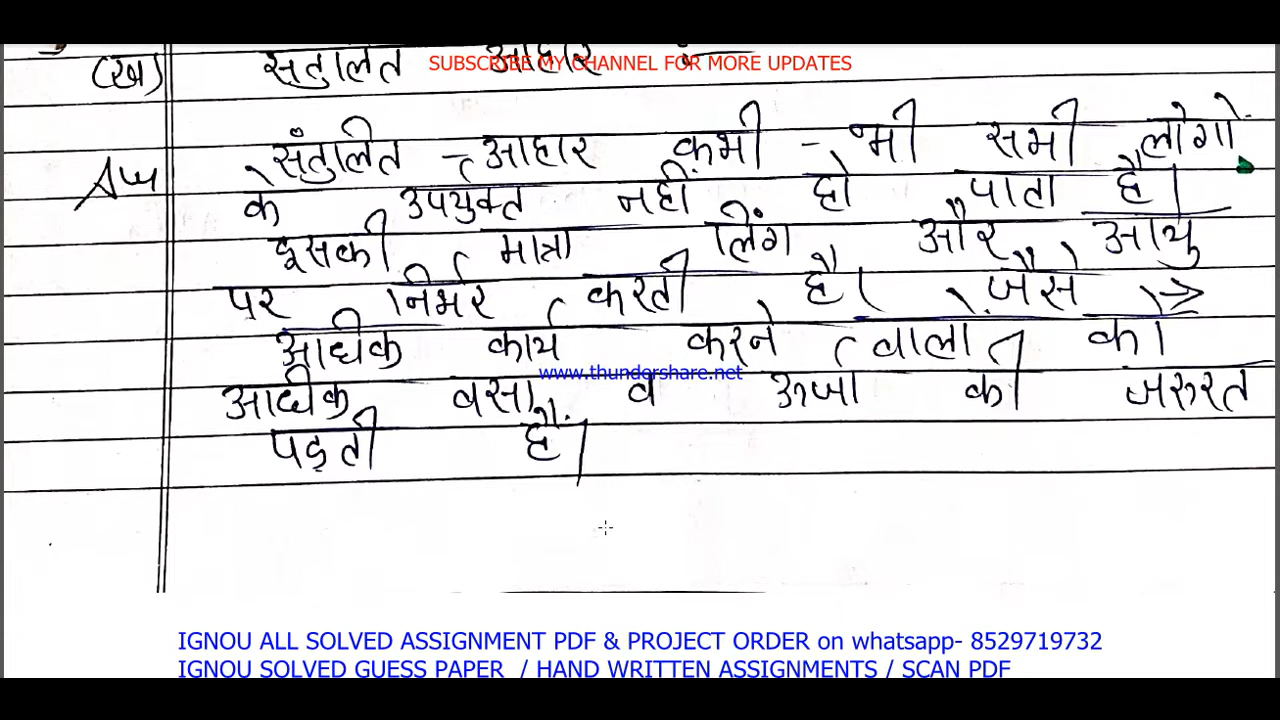 (ख) संतुलित आहार
SUBSCRIBE MY CHANNEL FOR MORE UPDATES
Ans संतुलित आहार कभी - भी सभी लोगों
के उपयुक्त नहीं हो पाता है।
इसकी मात्रा लिंग और आयु
पर निर्भर करती है। जैसे →
अधिक कार्य करने वालों को
www.thundershare.net
अधिक वसा व ऊर्जा की जरुरत
पड़ती है।
IGNOU ALL SOLVED ASSIGNMENT PDF & PROJECT ORDER on whatsapp- 8529719732
IGNOU SOLVED GUESS PAPER / HAND WRITTEN ASSIGNMENTS / SCAN PDF